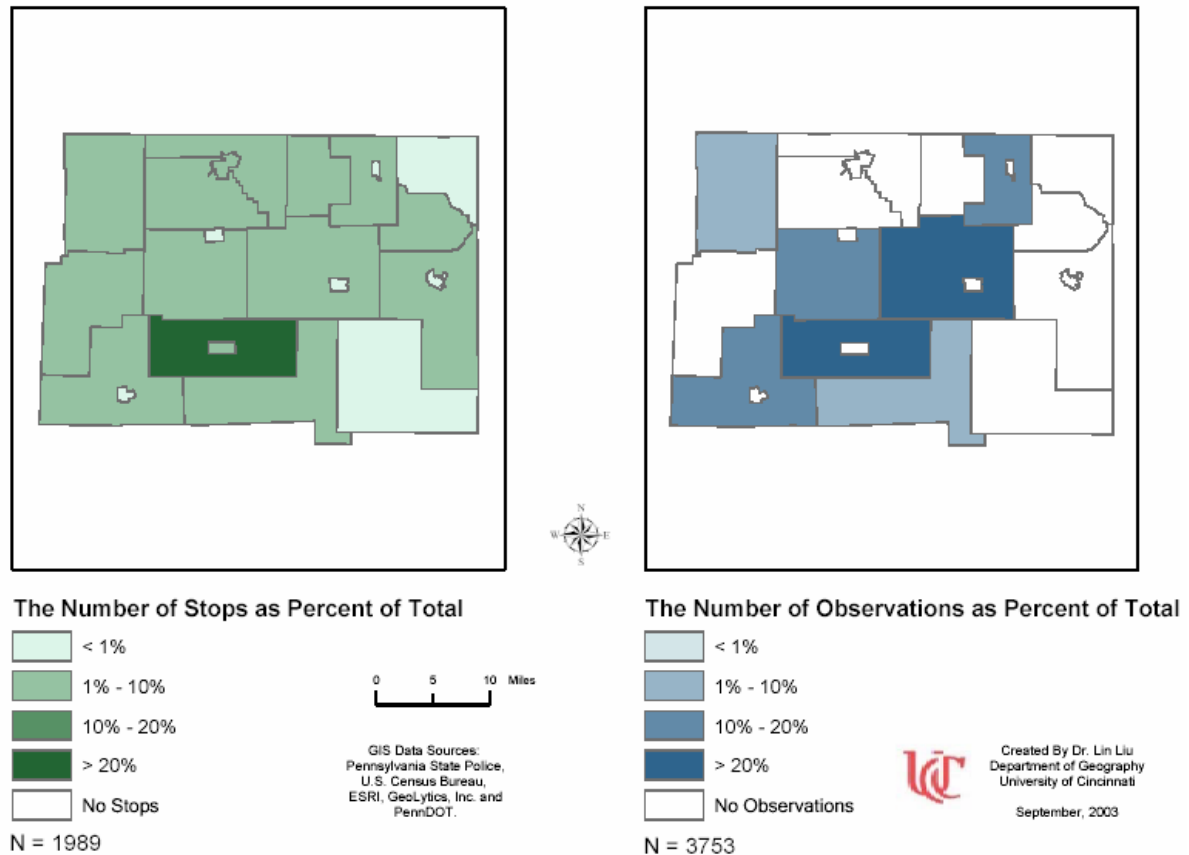 N
W E
S
The Number of Stops as Percent of Total
< 1%
1% - 10%
10% - 20%
> 20%
No Stops
N = 1989
0 5 10 Miles
GIS Data Sources:
Pennsylvania State Police,
U.S. Census Bureau,
ESRI, GeoLytics, Inc. and
PennDOT.
The Number of Observations as Percent of Total
< 1%
1% - 10%
10% - 20%
> 20%
No Observations
N = 3753
UC
Created By Dr. Lin Liu
Department of Geography
University of Cincinnati
September, 2003